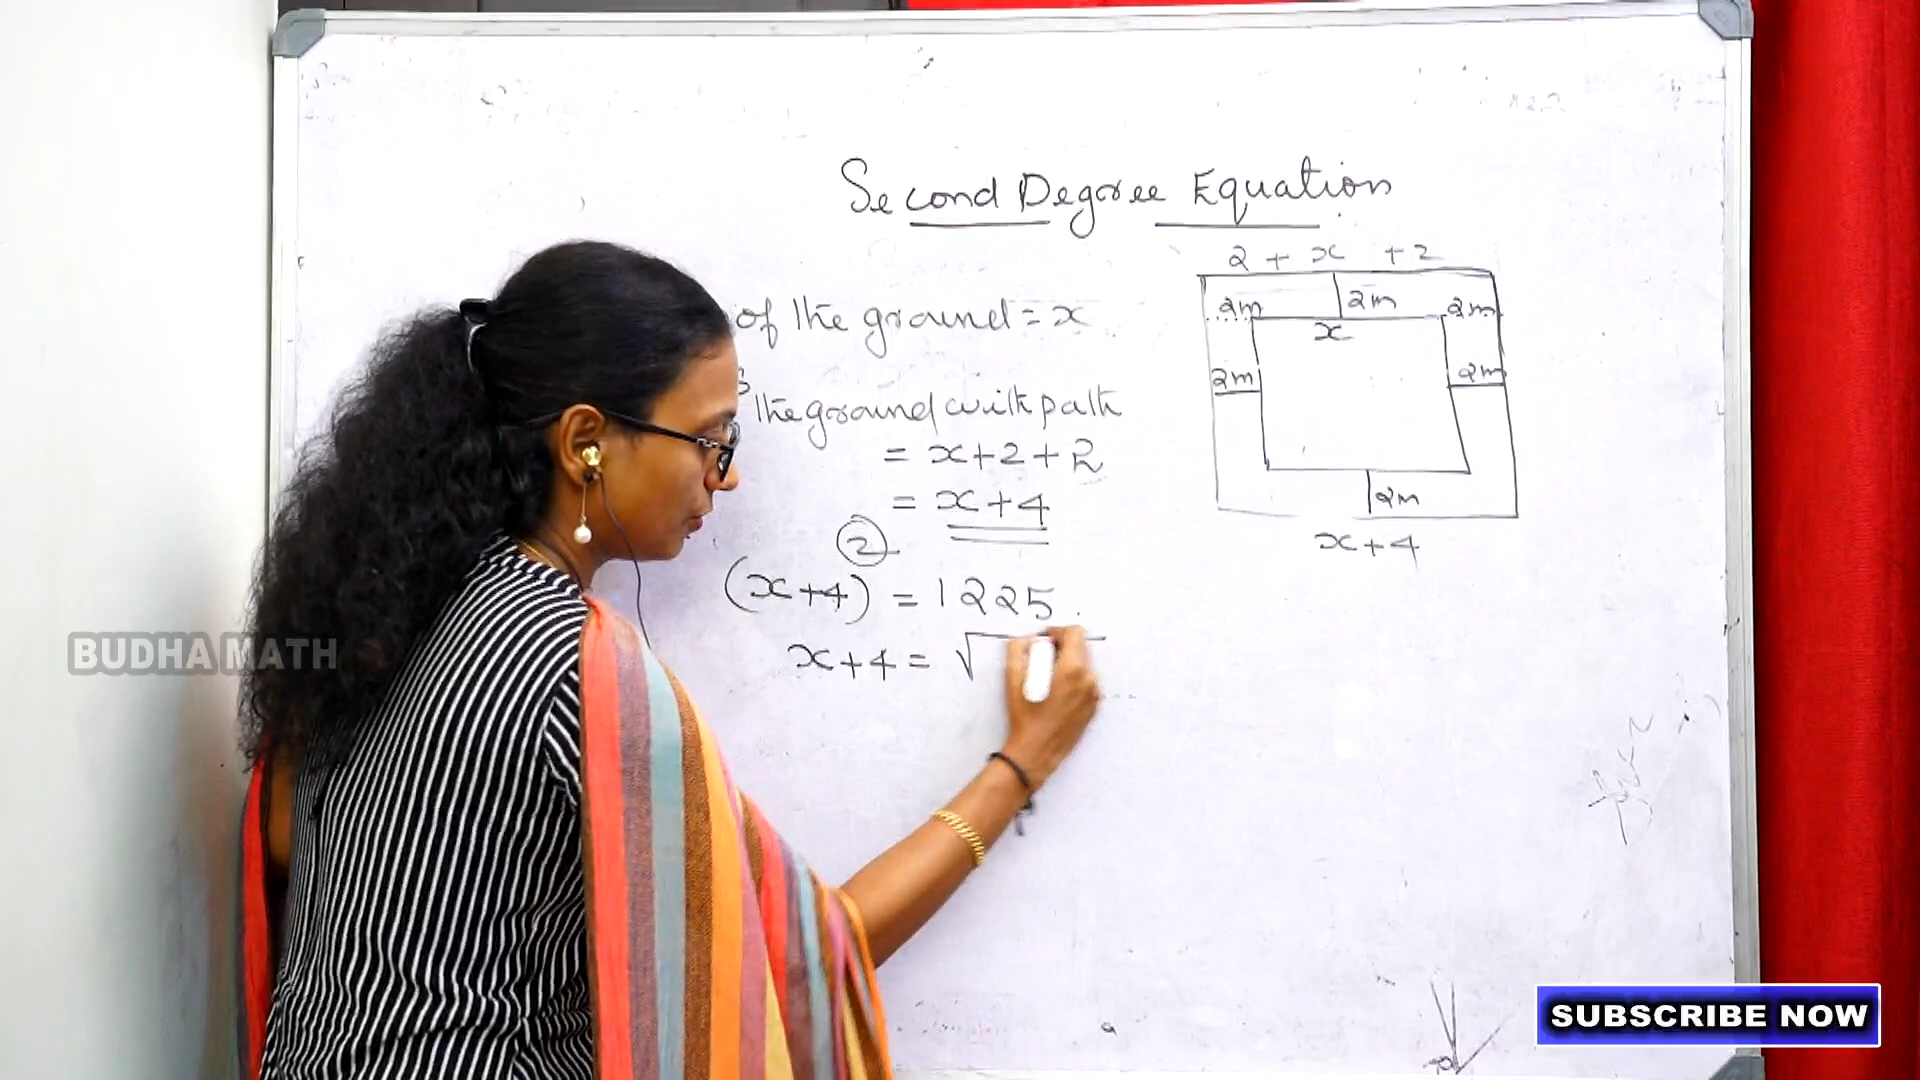 Second Degree Equation
of the ground = x
the ground with path
= x+2+2
= x+4
(x+4)² = 1225
x+4 = √
2 + x + 2
2m 2m 2m
x
2m 2m
2m
x+4
BUDHA MATH
SUBSCRIBE NOW